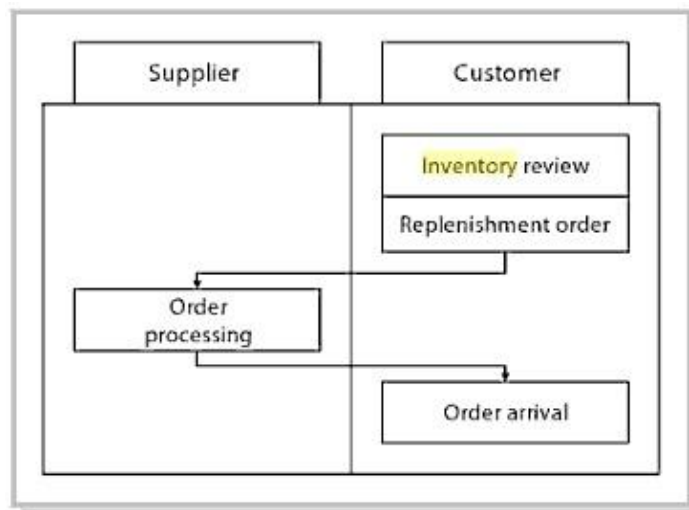 Supplier
Customer
Inventory review
Replenishment order
Order
processing
Order arrival